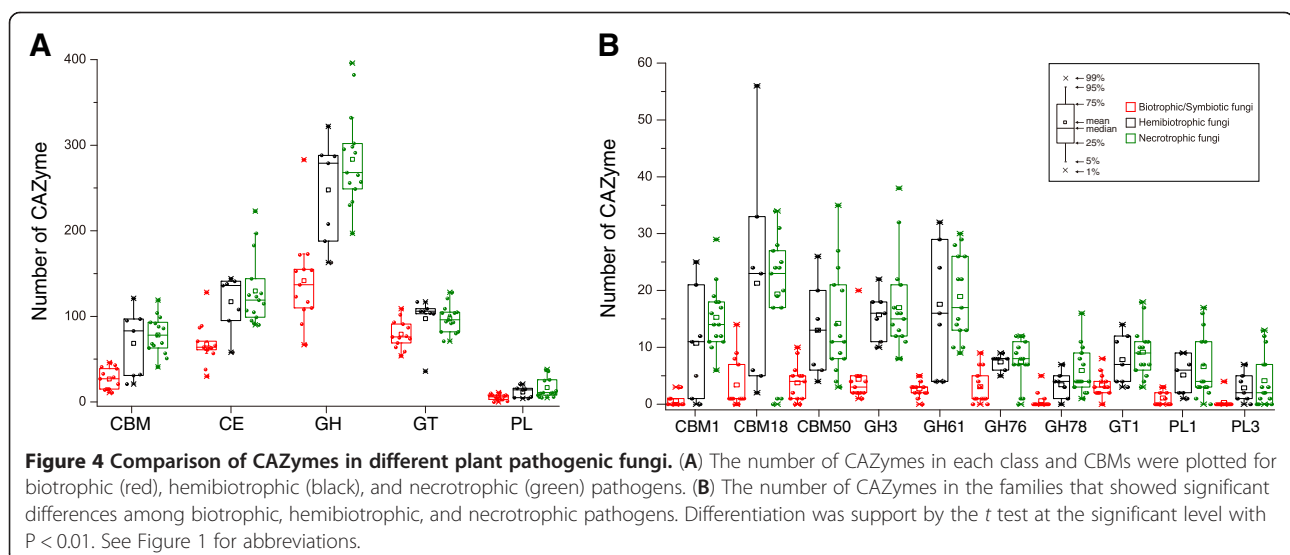 A
Number of CAZyme
400
300
200
100
0
CBM CE GH GT PL
B
Number of CAZyme
60
50
40
30
20
10
0
CBM1 CBM18 CBM50 GH3 GH61 GH76 GH78 GT1 PL1 PL3
99%
95%
75%
mean
median
25%
5%
1%
Biotrophic/Symbiotic fungi
Hemibiotrophic fungi
Necrotrophic fungi
Figure 4 Comparison of CAZymes in different plant pathogenic fungi. (A) The number of CAZymes in each class and CBMs were plotted for
biotrophic (red), hemibiotrophic (black), and necrotrophic (green) pathogens. (B) The number of CAZymes in the families that showed significant
differences among biotrophic, hemibiotrophic, and necrotrophic pathogens. Differentiation was support by the t test at the significant level with
P < 0.01. See Figure 1 for abbreviations.